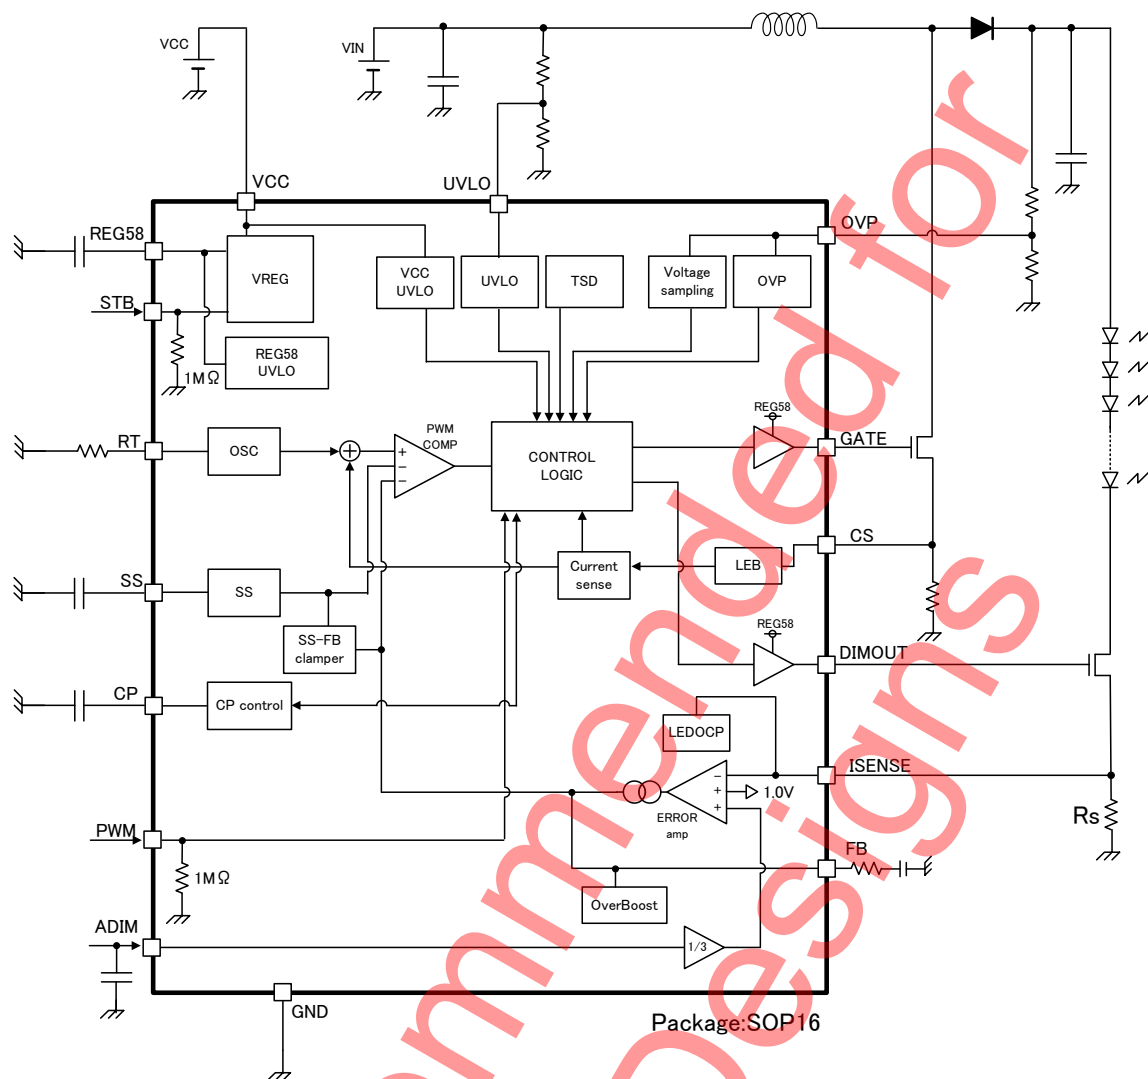 VCC
VIN
VCC
UVLO
REG58
OVP
VREG
VCC
UVLO
UVLO
TSD
Voltage
sampling
OVP
STB
1MΩ
REG58
UVLO
REG58
RT
OSC
PWM
COMP
+
−
−
CONTROL
LOGIC
GATE
CS
SS
SS
Current
sense
LEB
SS-FB
clamper
REG58
DIMOUT
CP
CP control
LEDOCP
ISENSE
−
+
+
1.0V
ERROR
amp
Rs
PWM
1MΩ
FB
OverBoost
ADIM
1/3
GND
Package:SOP16
mmended for
Designs